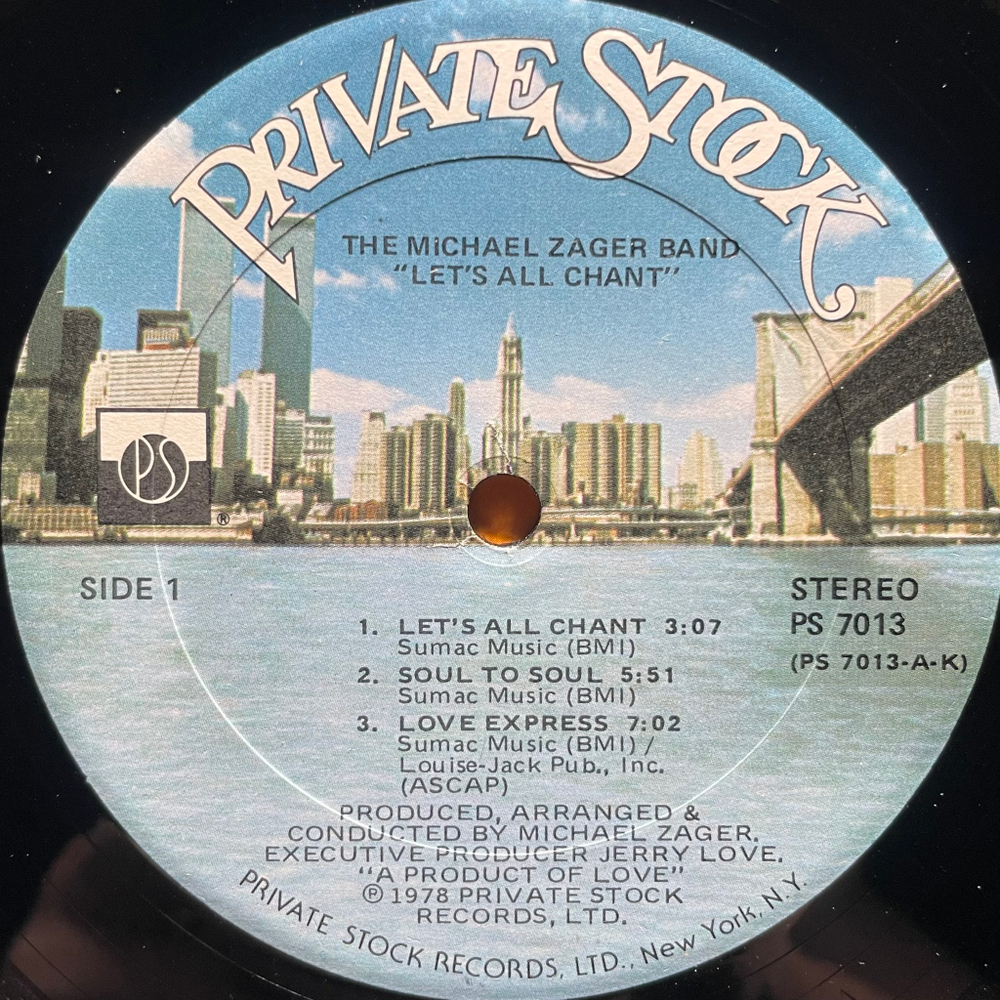 PRIVATE STOCK
THE MiCHAEL ZAGER BAND
“LET'S ALL CHANT”
PS
®
SIDE 1
STEREO
PS 7013
(PS 7013-A-K)
1. LET'S ALL CHANT 3:07
Sumac Music (BMI)
2. SOUL TO SOUL 5:51
Sumac Music (BMI)
3. LOVE EXPRESS 7:02
Sumac Music (BMI) /
Louise-Jack Pub., Inc.
(ASCAP)
PRODUCED, ARRANGED &
CONDUCTED BY MICHAEL ZAGER.
EXECUTIVE PRODUCER JERRY LOVE.
“A PRODUCT OF LOVE”
℗ 1978 PRIVATE STOCK
RECORDS, LTD.
PRIVATE STOCK RECORDS, LTD., New York, N.Y.